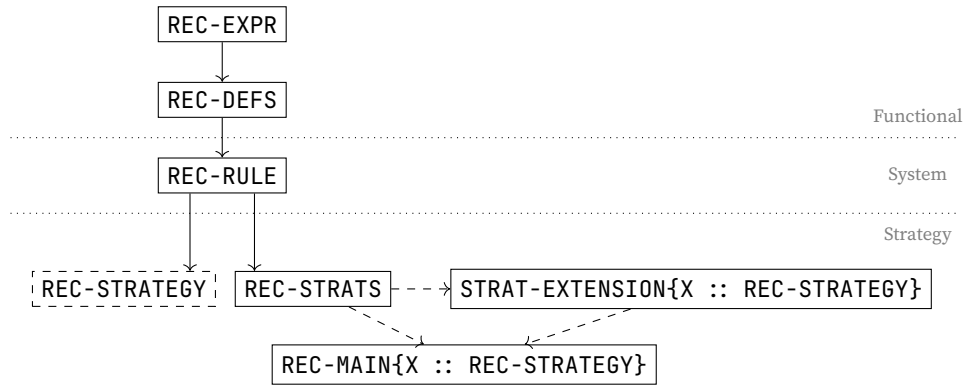 REC-EXPR
REC-DEFS
Functional
REC-RULE
System
Strategy
REC-STRATEGY
REC-STRATS
STRAT-EXTENSION{X :: REC-STRATEGY}
REC-MAIN{X :: REC-STRATEGY}